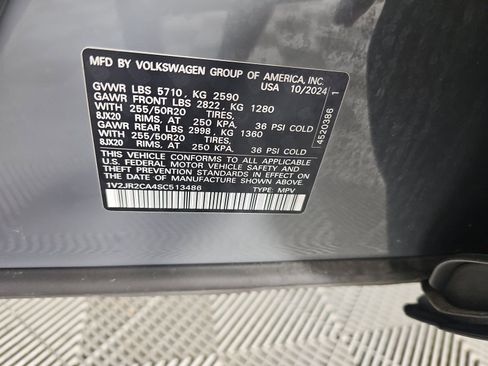 MFD BY VOLKSWAGEN GROUP OF AMERICA, INC.
USA 10/2024
GVWR LBS 5710 , KG 2590
GAWR FRONT LBS 2822 , KG 1280
WITH 255/50R20
8JX20 RIMS, AT 250 KPA. 36 PSI COLD
GAWR REAR LBS 2998 , KG 1360
WITH 255/50R20
8JX20 RIMS, AT 250 KPA. 36 PSI COLD
THIS VEHICLE CONFORMS TO ALL APPLICABLE
U.S. FEDERAL MOTOR VEHICLE SAFETY AND
THEFT PREVENTION STANDARDS IN EFFECT ON
THE DATE OF MANUFACTURE SHOWN ABOVE.
1V2JR2CA4SC513486 TYPE: MPV
4520386 1